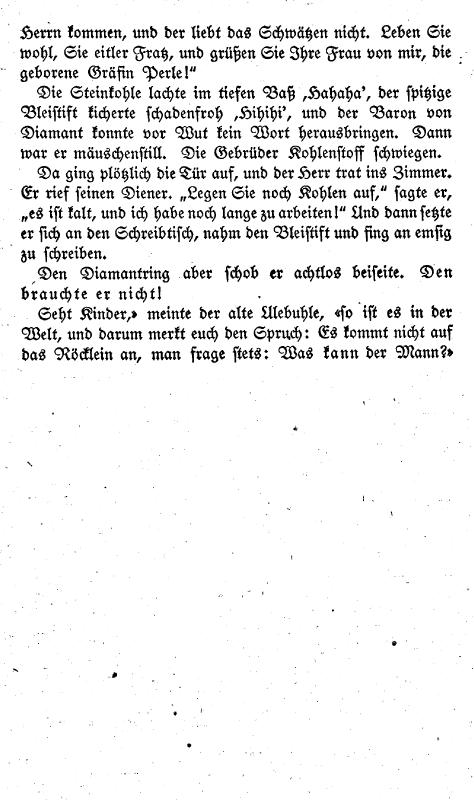 Herrn kommen, und der liebt das Schwätzen nicht. Leben Sie
wohl, Sie eitler Fratz, und grüßen Sie Ihre Frau von mir, die
geborene Gräfin Perle!“
Die Steinkohle lachte im tiefen Baß ‚Hahaha’, der spitzige
Bleistift kicherte schadenfroh ‚Hihihi’, und der Baron von
Diamant konnte vor Wut kein Wort herausbringen. Dann
war er mäuschenstill. Die Gebrüder Kohlenstoff schwiegen.
Da ging plötzlich die Tür auf, und der Herr trat ins Zimmer.
Er rief seinen Diener. „Legen Sie noch Kohlen auf,“ sagte er,
„es ist kalt, und ich habe noch lange zu arbeiten!“ Und dann setzte
er sich an den Schreibtisch, nahm den Bleistift und fing an emsig
zu schreiben.
Den Diamantring aber schob er achtlos beiseite. Den
brauchte er nicht!
Seht Kinder,» meinte der alte Ulebuhle, «so ist es in der
Welt, und darum merkt euch den Spruch: Es kommt nicht auf
das Röcklein an, man frage stets: Was kann der Mann?»